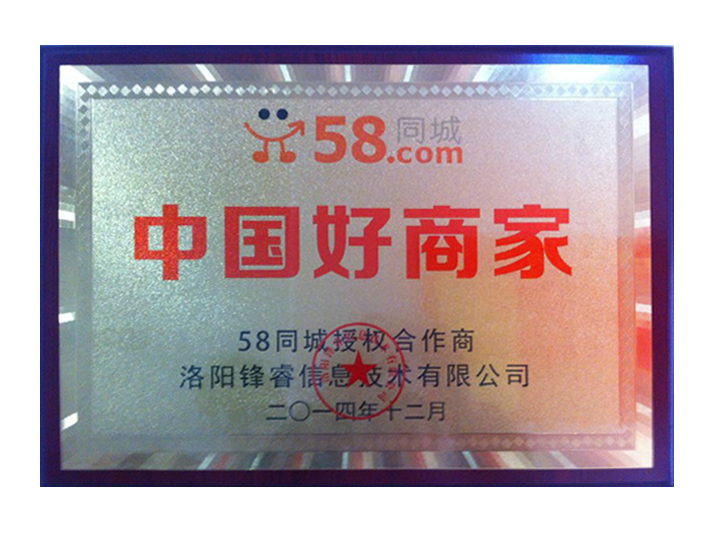 58同城
.com
中国好商家
58同城授权合作商
洛阳锋睿信息技术有限公司
二〇一四年十二月